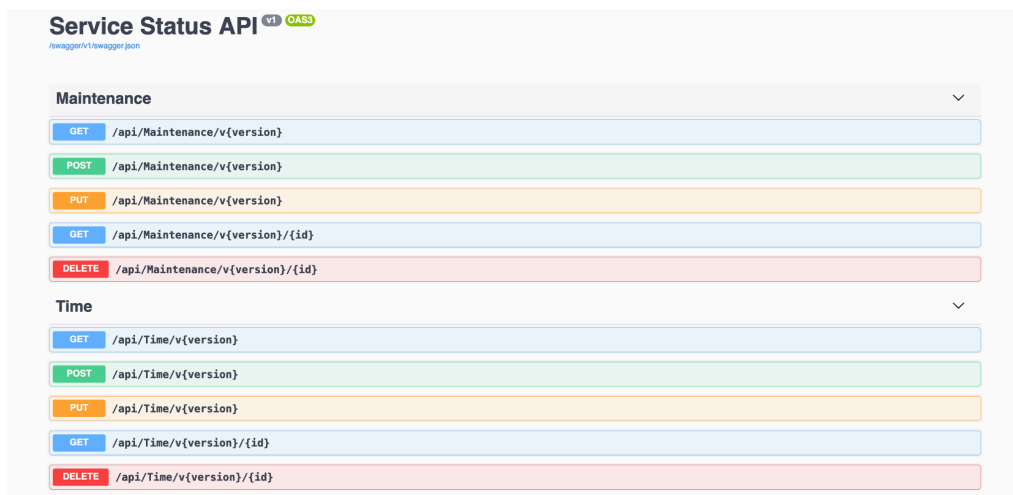 Service Status API v1 OAS3
/swagger/v1/swagger.json
Maintenance
GET /api/Maintenance/v{version}
POST /api/Maintenance/v{version}
PUT /api/Maintenance/v{version}
GET /api/Maintenance/v{version}/{id}
DELETE /api/Maintenance/v{version}/{id}
Time
GET /api/Time/v{version}
POST /api/Time/v{version}
PUT /api/Time/v{version}
GET /api/Time/v{version}/{id}
DELETE /api/Time/v{version}/{id}